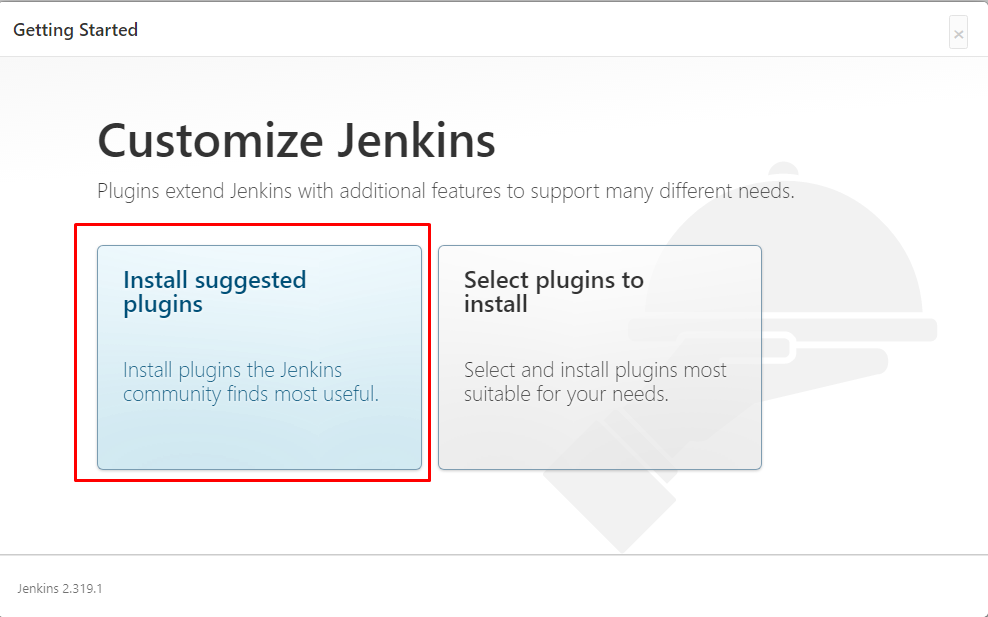 Getting Started
×
Customize Jenkins
Plugins extend Jenkins with additional features to support many different needs.
Install suggested
plugins
Install plugins the Jenkins
community finds most useful.
Select plugins to
install
Select and install plugins most
suitable for your needs.
Jenkins 2.319.1